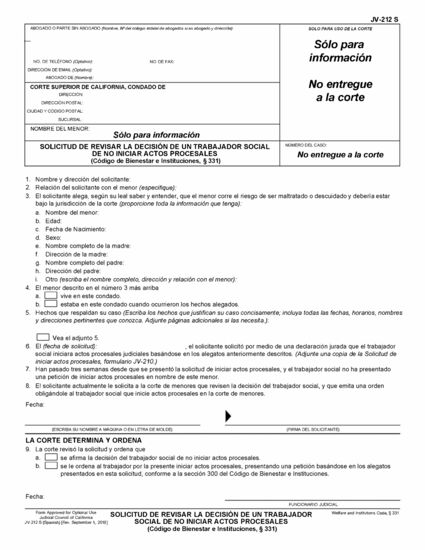 JV-212 S
ABOGADO O PARTE SIN ABOGADO (Nombre, Nº del código estatal de abogado si es abogado y dirección):
SOLO PARA USO DE LA CORTE
Sólo para
información
No entregue
a la corte
NO. DE TELÉFONO (Optativo): NO. DE FAX:
DIRECCIÓN DE EMAIL (Optativo):
ABOGADO DE (Nombre):
CORTE SUPERIOR DE CALIFORNIA, CONDADO DE
DIRECCIÓN:
DIRECCIÓN POSTAL:
CIUDAD Y CÓDIGO POSTAL:
SUCURSAL:
NOMBRE DEL MENOR:
Sólo para información
SOLICITUD DE REVISAR LA DECISIÓN DE UN TRABAJADOR SOCIAL
DE NO INICIAR ACTOS PROCESALES
(Código de Bienestar e Instituciones, § 331)
NÚMERO DEL CASO:
No entregue a la corte
1. Nombre y dirección del solicitante:
2. Relación del solicitante con el menor (especifique):
3. El solicitante alega, según su leal saber y entender, que el menor corre el riesgo de ser maltratado o descuidado y debería estar
bajo la jurisdicción de la corte (proporcione toda la información que tenga):
a. Nombre del menor:
b. Edad:
c. Fecha de Nacimiento:
d. Sexo:
e. Nombre completo de la madre:
f. Dirección de la madre:
g. Nombre completo del padre:
h. Dirección del padre:
i. Otro (escriba el nombre completo, dirección y relación con el menor):
4. El menor descrito en el número 3 más arriba
a. vive en este condado.
b. estaba en este condado cuando ocurrieron los hechos alegados.
5. Hechos que respaldan su caso (Escriba los hechos que justifican su caso concisamente; incluya todas las fechas, horarios, nombres
y direcciones pertinentes que conozca. Adjunte páginas adicionales si las necesita.):
Vea el adjunto 5.
6. El (fecha de solicitud): , el solicitante solicitó por medio de una declaración jurada que el trabajador
social iniciara actos procesales judiciales basándose en los alegatos anteriormente descritos. (Adjunte una copia de la Solicitud de
iniciar actos procesales, formulario JV-210.)
7. Han pasado tres semanas desde que se presentó la solicitud de iniciar actos procesales, y el trabajador social no ha presentado
una petición de iniciar actos procesales en nombre de este menor.
8. El solicitante actualmente le solicita a la corte de menores que revisen la decisión del trabajador social, y que emita una orden
obligándole al trabajador social que inicie actos procesales en la corte de menores.
Fecha:
(ESCRIBA SU NOMBRE A MÁQUINA O EN LETRA DE MOLDE) (FIRMA DEL SOLICITANTE)
LA CORTE DETERMINA Y ORDENA
9. La corte revisó la solicitud y ordena que
a. se afirma la decisión del trabajador social de no iniciar actos procesales.
b. se le ordena al trabajador por la presente iniciar actos procesales, presentando una petición basándose en los alegatos
presentados en esta solicitud, conforme a la sección 300 del Código de Bienestar e Instituciones.
Fecha:
FUNCIONARIO JUDICIAL
Form Approved for Optional Use
Judicial Council of California
JV-212 S [Spanish] [Rev. September 1, 2018]
SOLICITUD DE REVISAR LA DECISIÓN DE UN TRABAJADOR
SOCIAL DE NO INICIAR ACTOS PROCESALES
(Código de Bienestar e Instituciones, § 331)
Welfare and Institutions Code, § 331